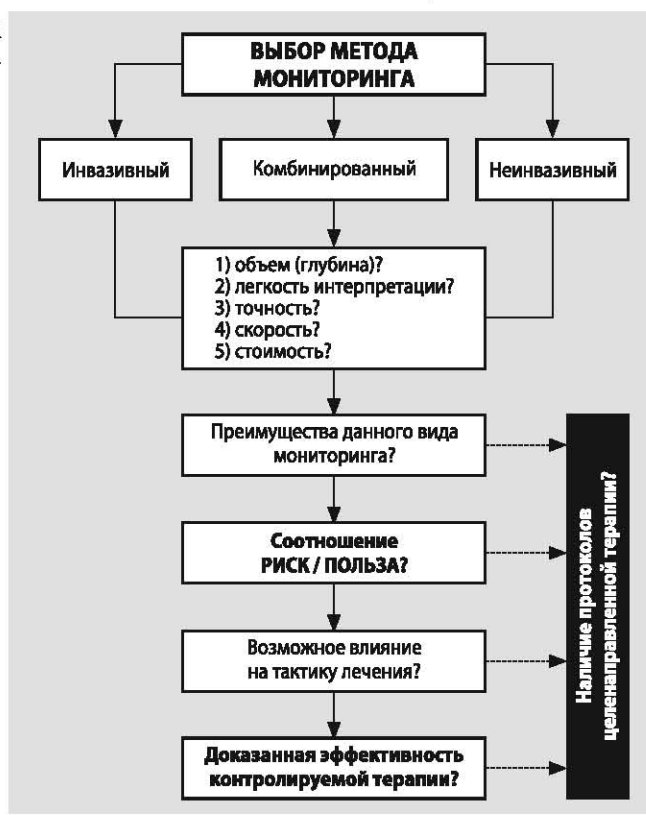 ВЫБОР МЕТОДА
МОНИТОРИНГА
Инвазивный
Комбинированный
Неинвазивный
1) объем (глубина)?
2) легкость интерпретации?
3) точность?
4) скорость?
5) стоимость?
Преимущества данного вида
мониторинга?
Соотношение
РИСК / ПОЛЬЗА?
Возможное влияние
на тактику лечения?
Доказанная эффективность
контролируемой терапии?
Наличие протоколов
целенаправленной терапии?